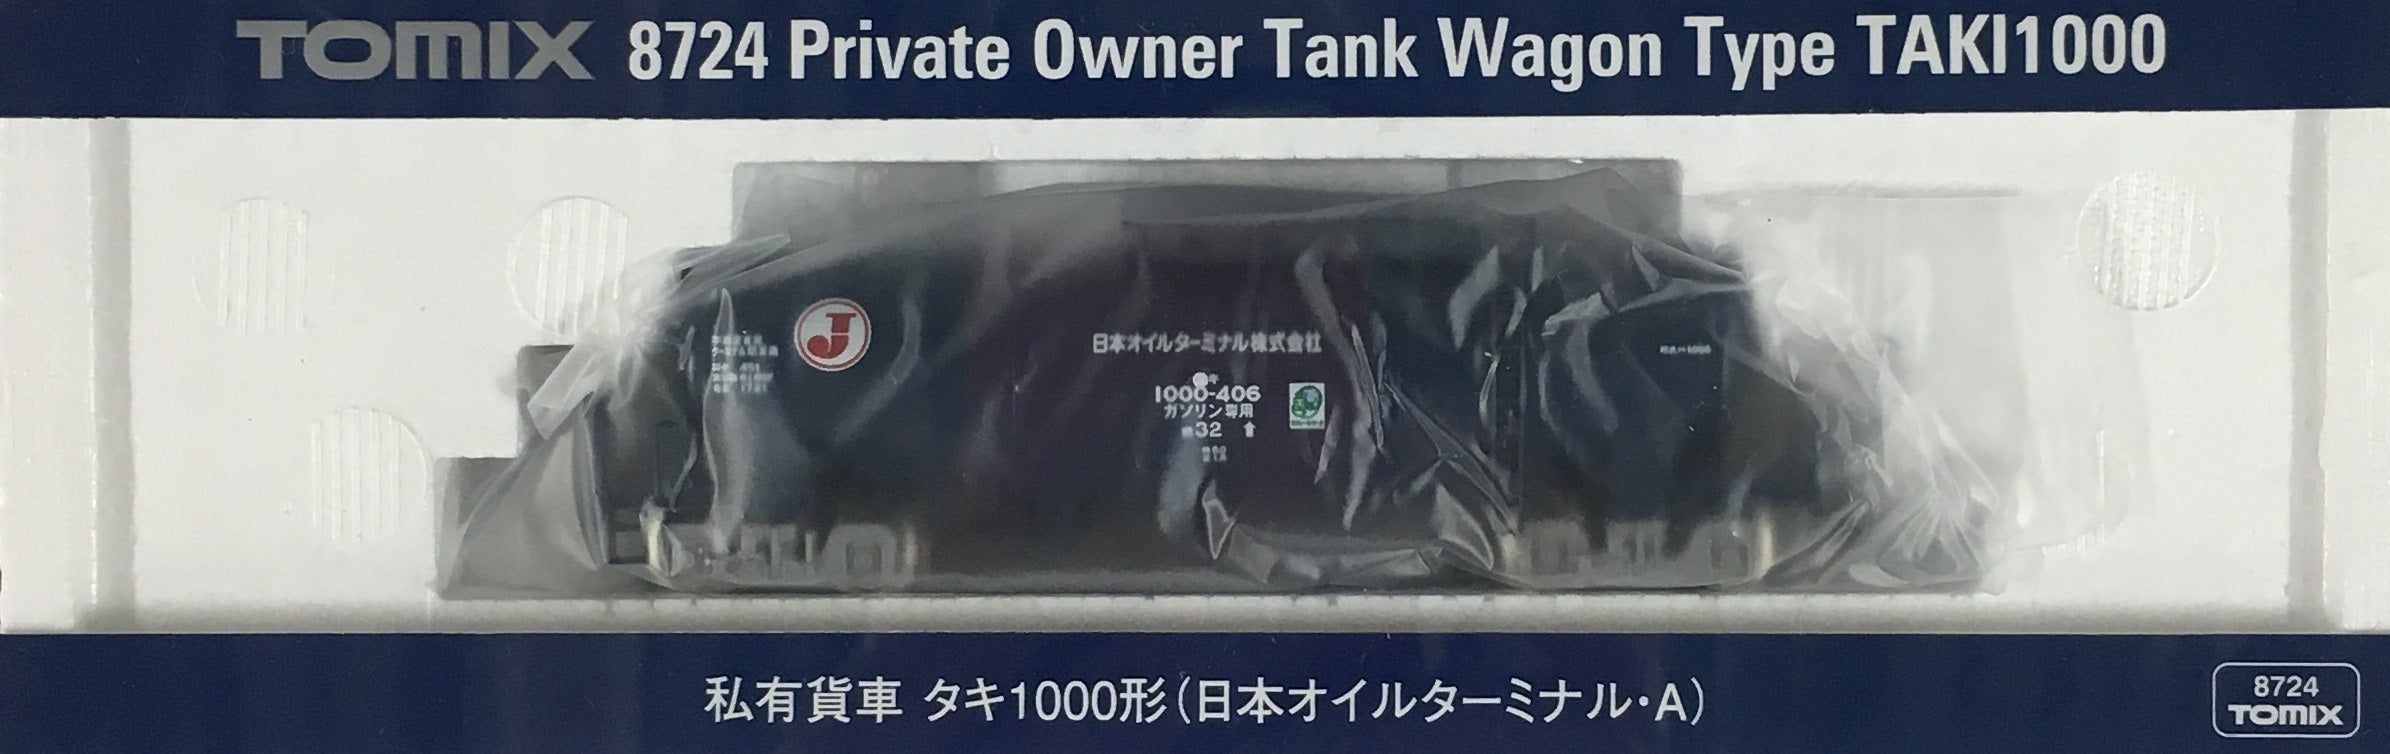 TOMIX 8724 Private Owner Tank Wagon Type TAKI1000
J
日本オイルターミナル株式会社
1000-406
ガソリン専用
32 ↑
私有貨車 タキ1000形(日本オイルターミナル・A)
8724
TOMIX